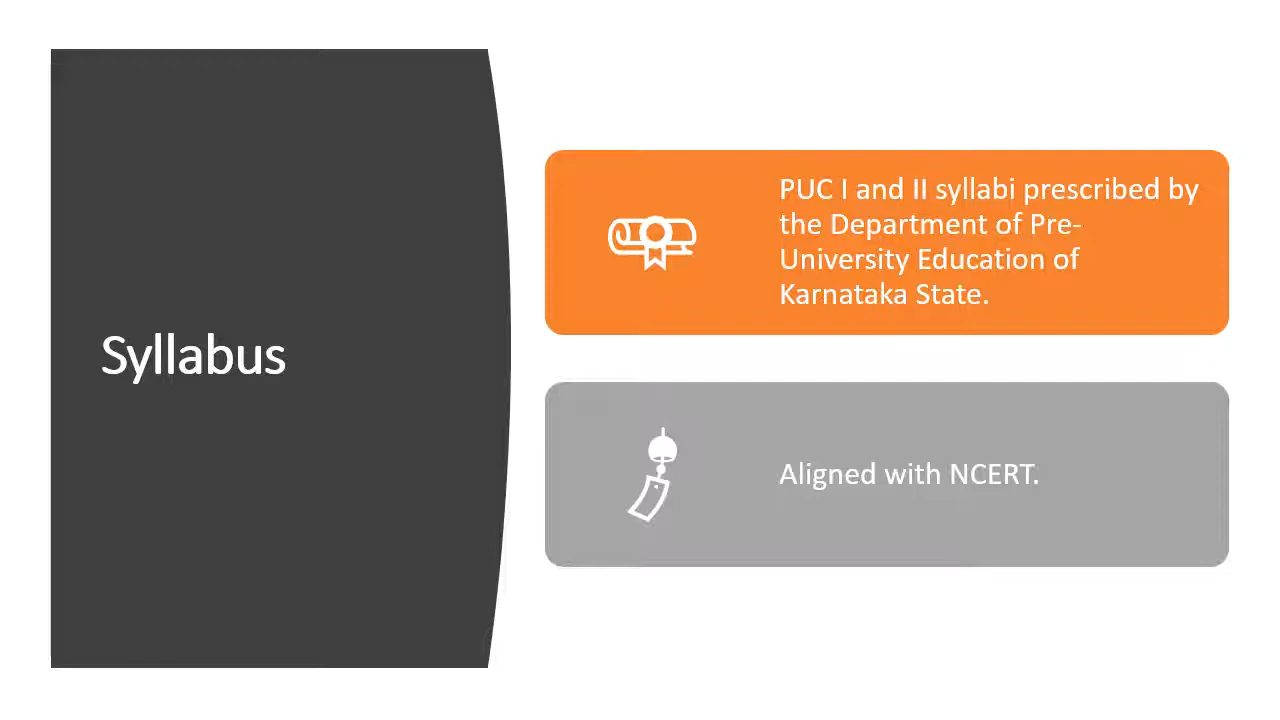 Syllabus
PUC I and II syllabi prescribed by
the Department of Pre-
University Education of
Karnataka State.
Aligned with NCERT.